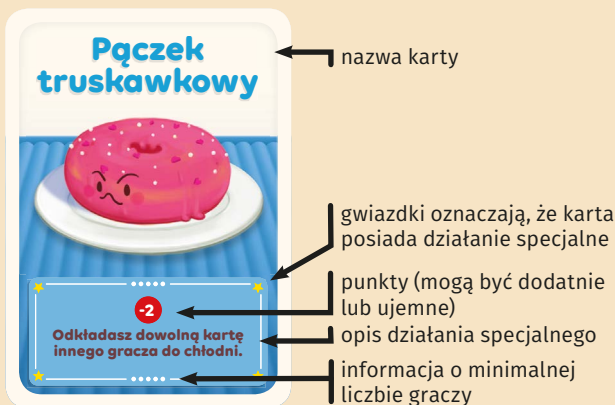 Pączek
truskawkowy
nazwa karty
gwiazdki oznaczają, że karta
posiada działanie specjalne
-2
punkty (mogą być dodatnie
lub ujemne)
Odkładasz dowolną kartę
innego gracza do chłodni.
opis działania specjalnego
informacja o minimalnej
liczbie graczy